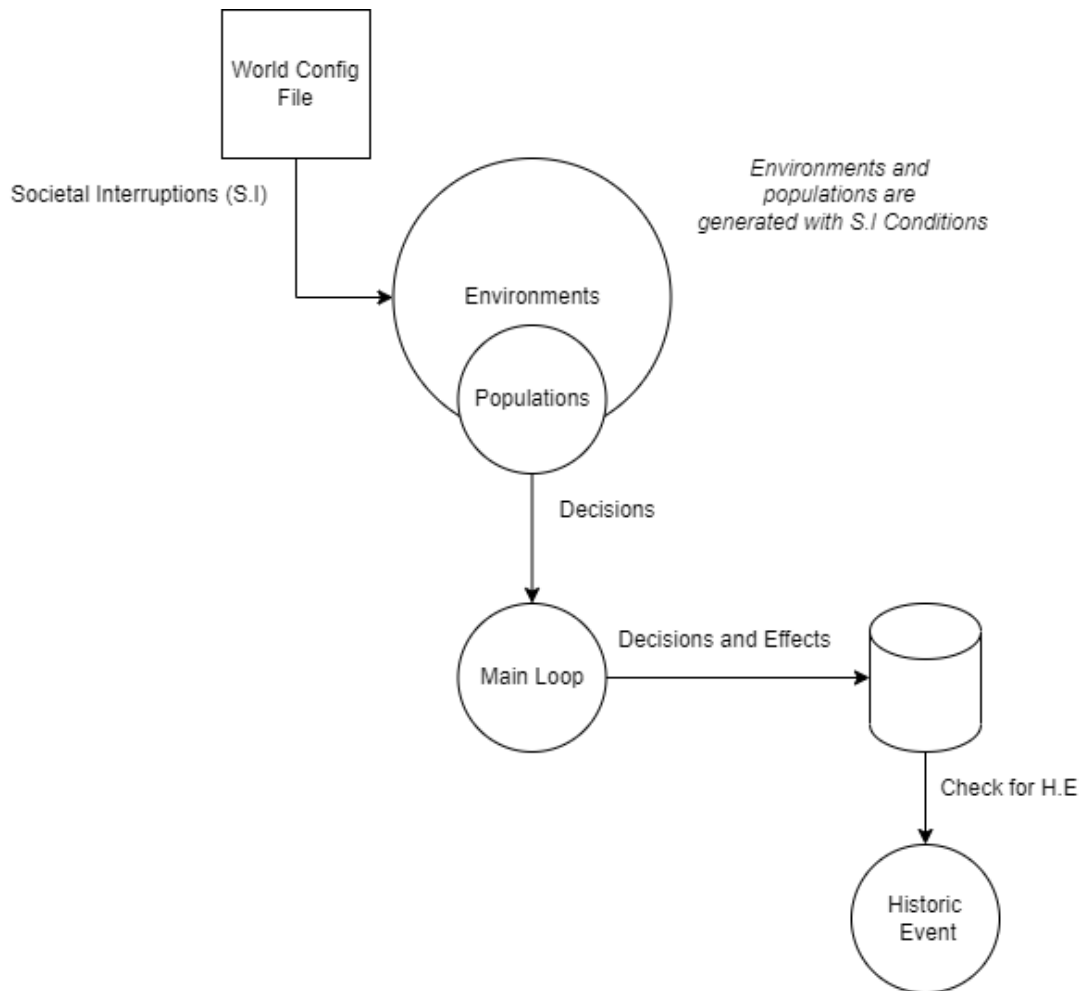 World Config
File
Societal Interruptions (S.I)
Environments and
populations are
generated with S.I Conditions
Environments
Populations
Decisions
Decisions and Effects
Main Loop
Check for H.E
Historic
Event